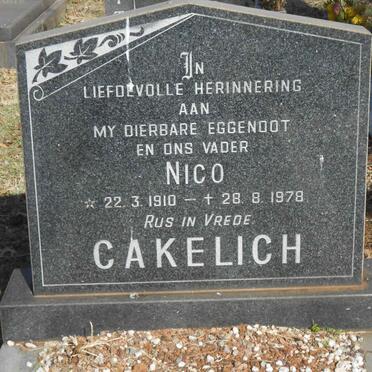 IN
LIEFDEVOLLE HERINNERING
AAN
MY DIERBARE EGGENOOT
EN ONS VADER
NICO
☆ 22. 3. 1910 — ✝ 28. 8. 1978
RUS IN VREDE
CAKELICH